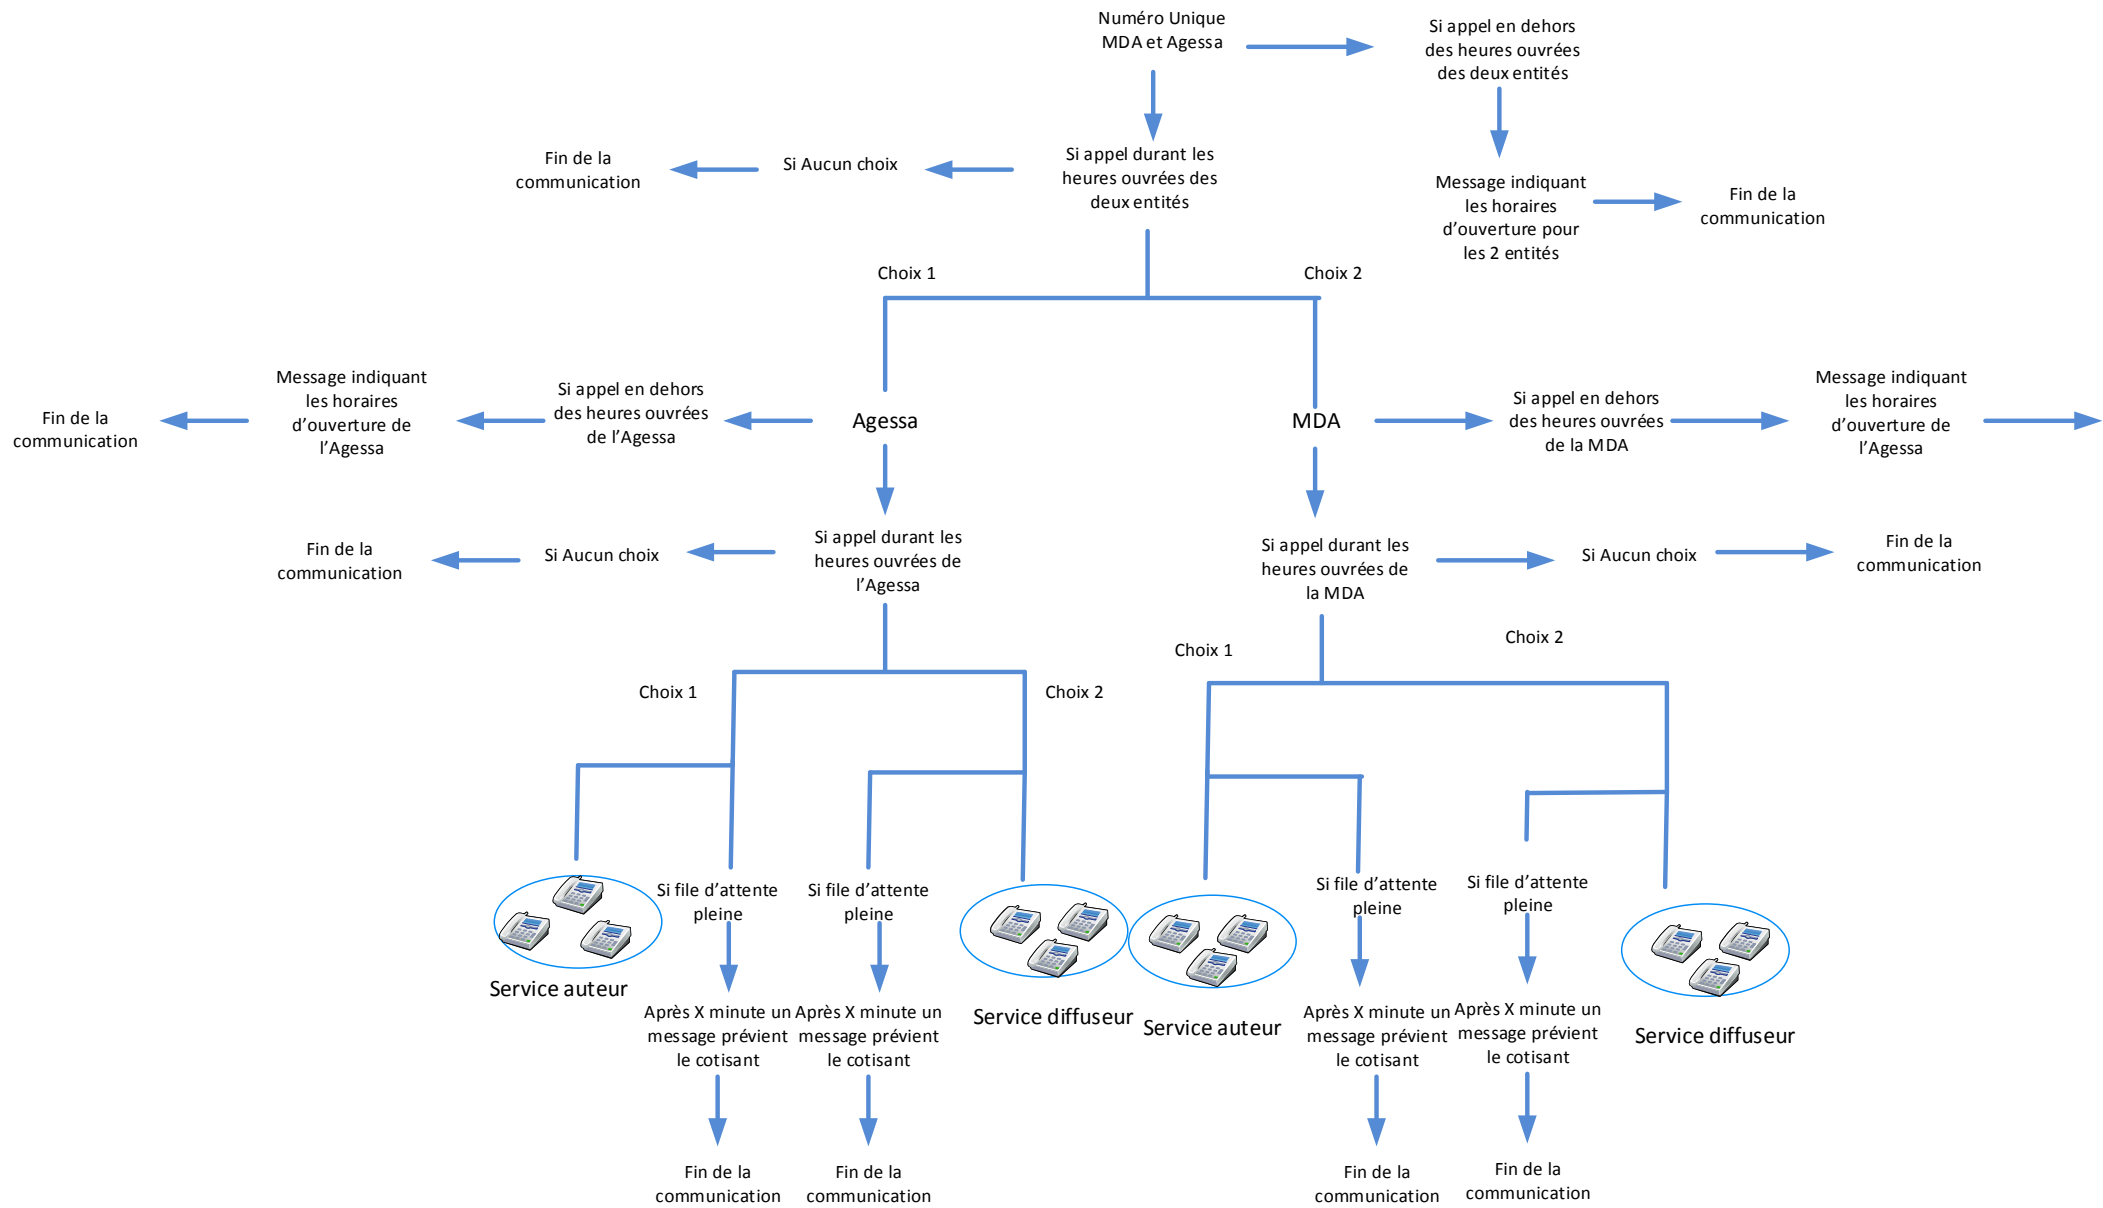 Numéro Unique
MDA et Agessa
Si appel en dehors
des heures ouvrées
des deux entités
Fin de la
communication
Si Aucun choix
Si appel durant les
heures ouvrées des
deux entités
Message indiquant
les horaires
d’ouverture pour
les 2 entités
Fin de la
communication
Choix 1
Choix 2
Fin de la
communication
Message indiquant
les horaires
d’ouverture de
l’Agessa
Si appel en dehors
des heures ouvrées
de l’Agessa
Agessa
MDA
Si appel en dehors
des heures ouvrées
de la MDA
Message indiquant
les horaires
d’ouverture de
l’Agessa
Fin de la
communication
Si Aucun choix
Si appel durant les
heures ouvrées de
l’Agessa
Si appel durant les
heures ouvrées de
la MDA
Si Aucun choix
Fin de la
communication
Choix 1
Choix 2
Choix 1
Choix 2
Service auteur
Si file d’attente
pleine
Si file d’attente
pleine
Service diffuseur
Service auteur
Si file d’attente
pleine
Si file d’attente
pleine
Service diffuseur
Après X minute un
message prévient
le cotisant
Après X minute un
message prévient
le cotisant
Après X minute un
message prévient
le cotisant
Après X minute un
message prévient
le cotisant
Fin de la
communication
Fin de la
communication
Fin de la
communication
Fin de la
communication